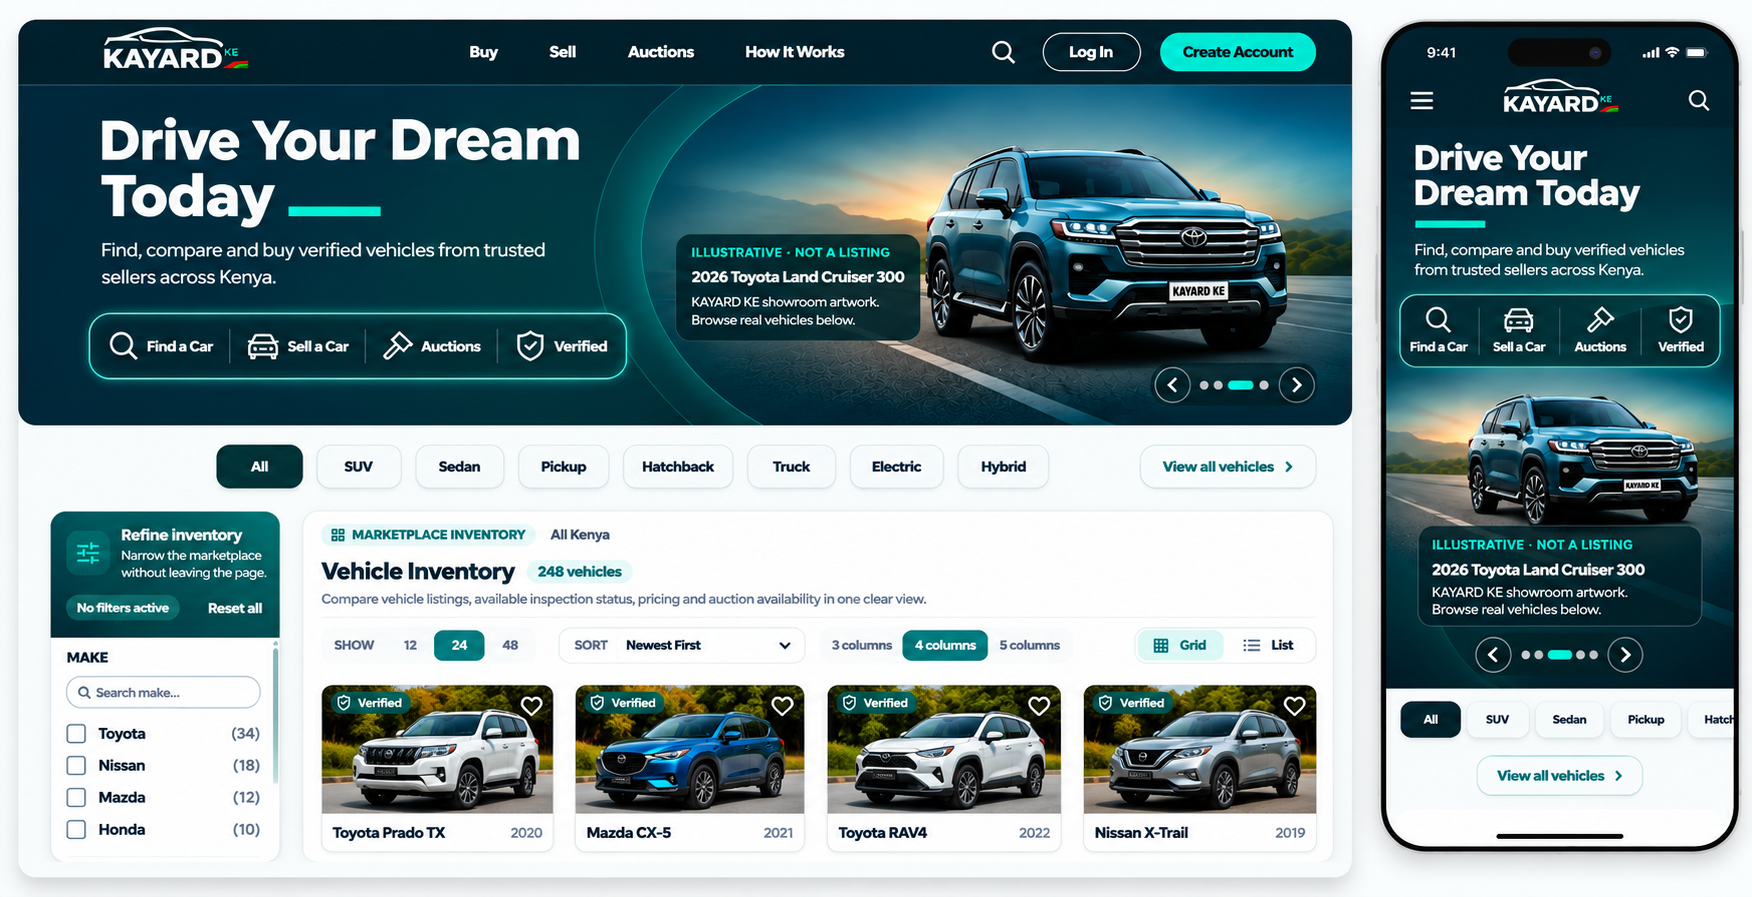 KAYARD KE
Buy
Sell
Auctions
How It Works
Log In
Create Account
Drive Your Dream
Today
Find, compare and buy verified vehicles from trusted
sellers across Kenya.
Find a Car
Sell a Car
Auctions
Verified
ILLUSTRATIVE · NOT A LISTING
2026 Toyota Land Cruiser 300
KAYARD KE showroom artwork.
Browse real vehicles below.
KAYARD KE
All
SUV
Sedan
Pickup
Hatchback
Truck
Electric
Hybrid
View all vehicles
Refine inventory
Narrow the marketplace
without leaving the page.
No filters active
Reset all
MAKE
Search make...
Toyota (34)
Nissan (18)
Mazda (12)
Honda (10)
MARKETPLACE INVENTORY
All Kenya
Vehicle Inventory
248 vehicles
Compare vehicle listings, available inspection status, pricing and auction availability in one clear view.
SHOW 12 24 48
SORT Newest First
3 columns
4 columns
5 columns
Grid
List
Verified
Toyota Prado TX 2020
Verified
Mazda CX-5 2021
Verified
Toyota RAV4 2022
Verified
Nissan X-Trail 2019
9:41
KAYARD KE
Drive Your
Dream Today
Find, compare and buy verified vehicles
from trusted sellers across Kenya.
Find a Car
Sell a Car
Auctions
Verified
KAYARD KE
ILLUSTRATIVE · NOT A LISTING
2026 Toyota Land Cruiser 300
KAYARD KE showroom artwork.
Browse real vehicles below.
All
SUV
Sedan
Pickup
Hatch
View all vehicles